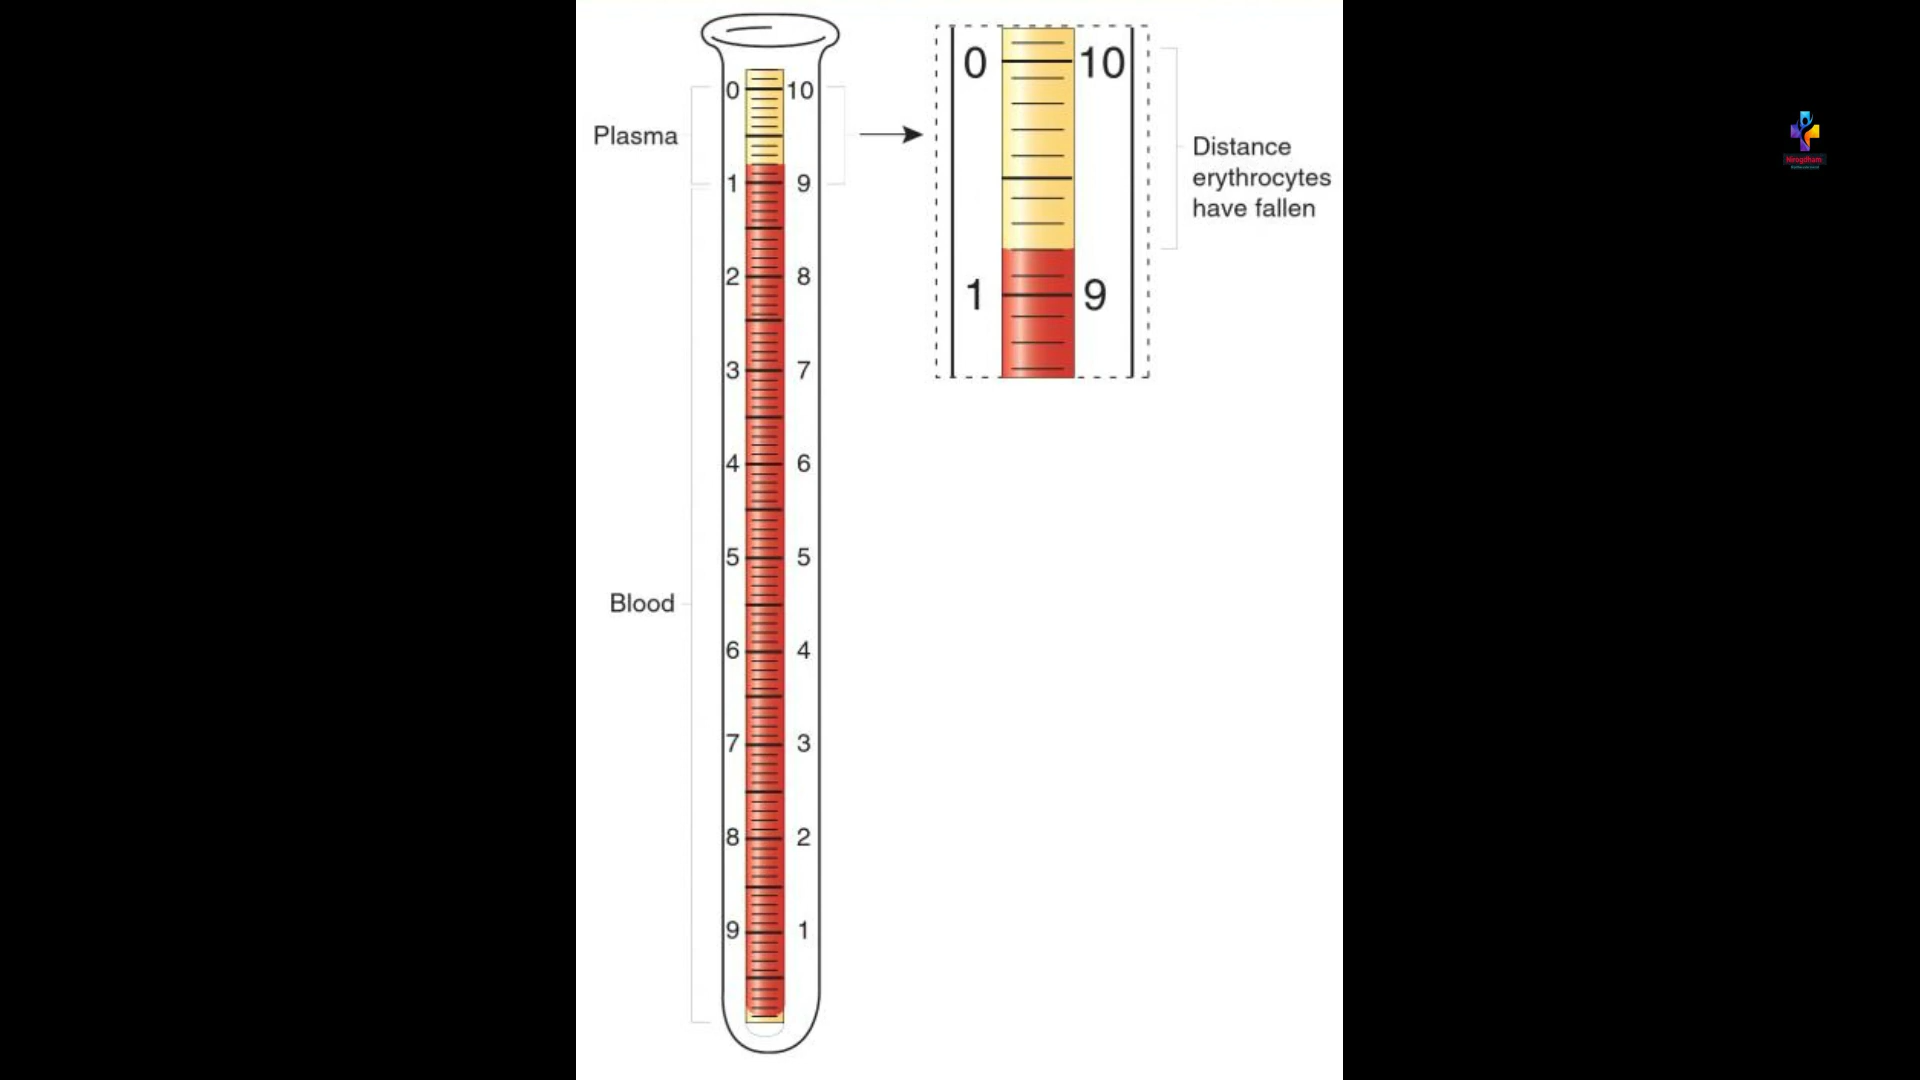 0 10
Plasma
1 9
2 8
3 7
4 6
5 5
Blood
6 4
7 3
8 2
9 1
0 10
Distance
erythrocytes
have fallen
1 9
Nirogdham